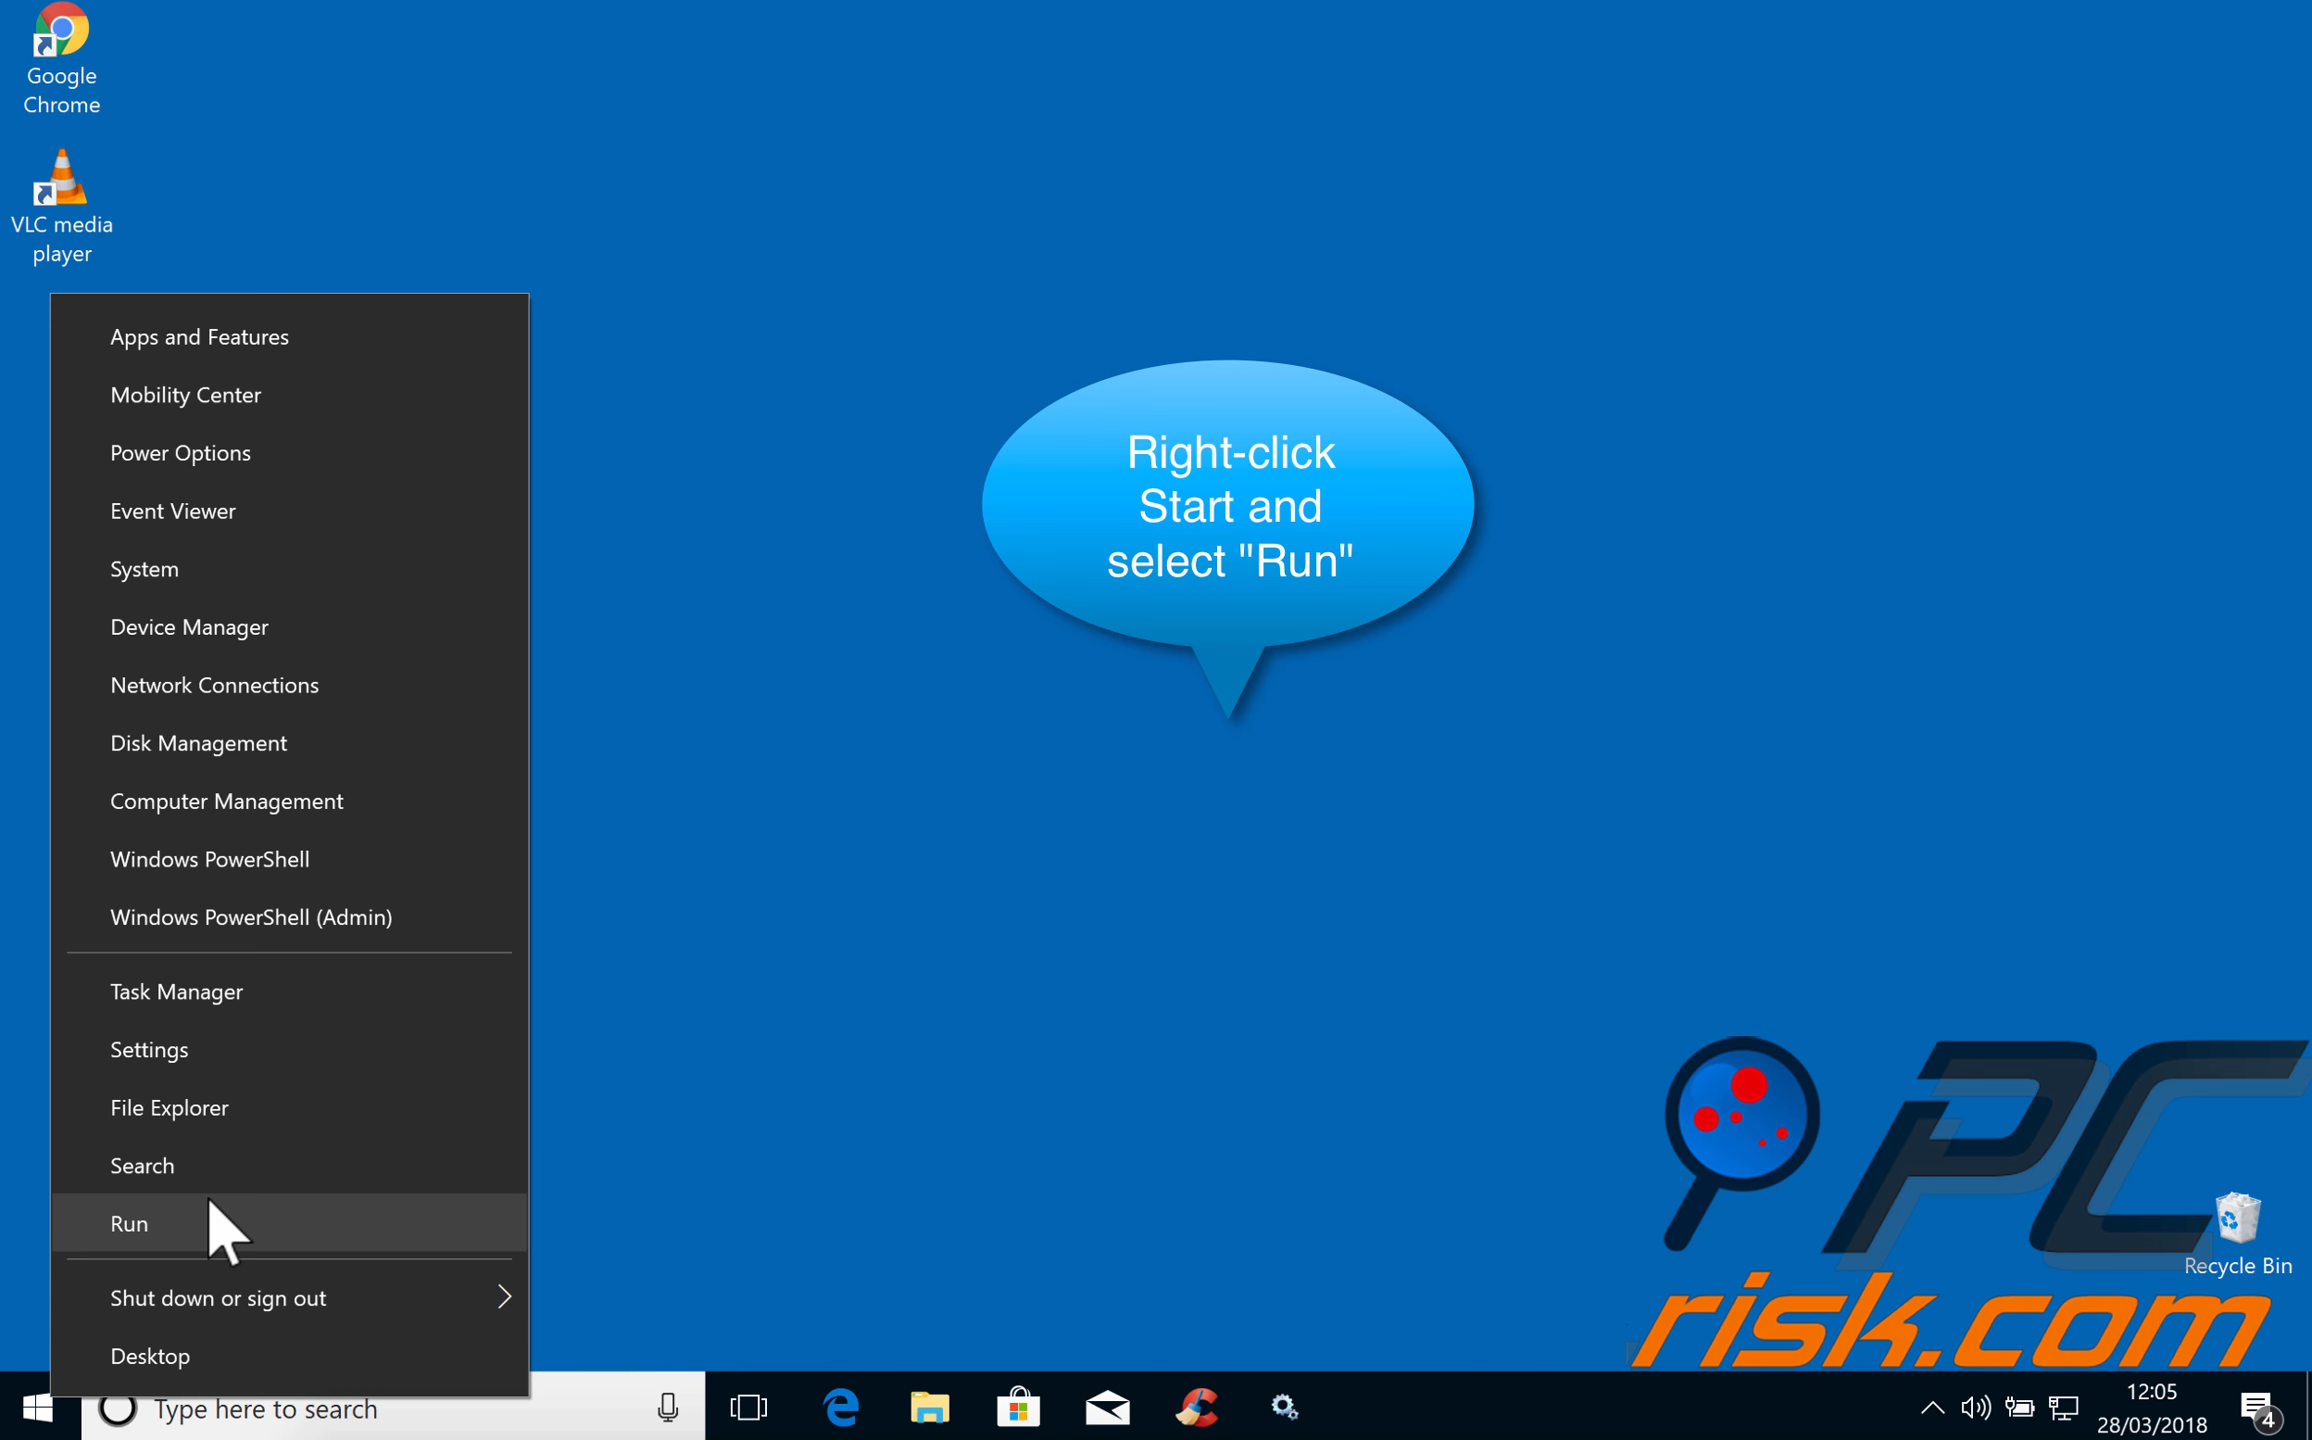 Google
Chrome
VLC media
player
Apps and Features
Mobility Center
Power Options
Event Viewer
System
Device Manager
Network Connections
Disk Management
Computer Management
Windows PowerShell
Windows PowerShell (Admin)
Task Manager
Settings
File Explorer
Search
Run
Shut down or sign out
Desktop
Right-click
Start and
select "Run"
PC
risk.com
Recycle Bin
Type here to search
12:05
28/03/2018
4